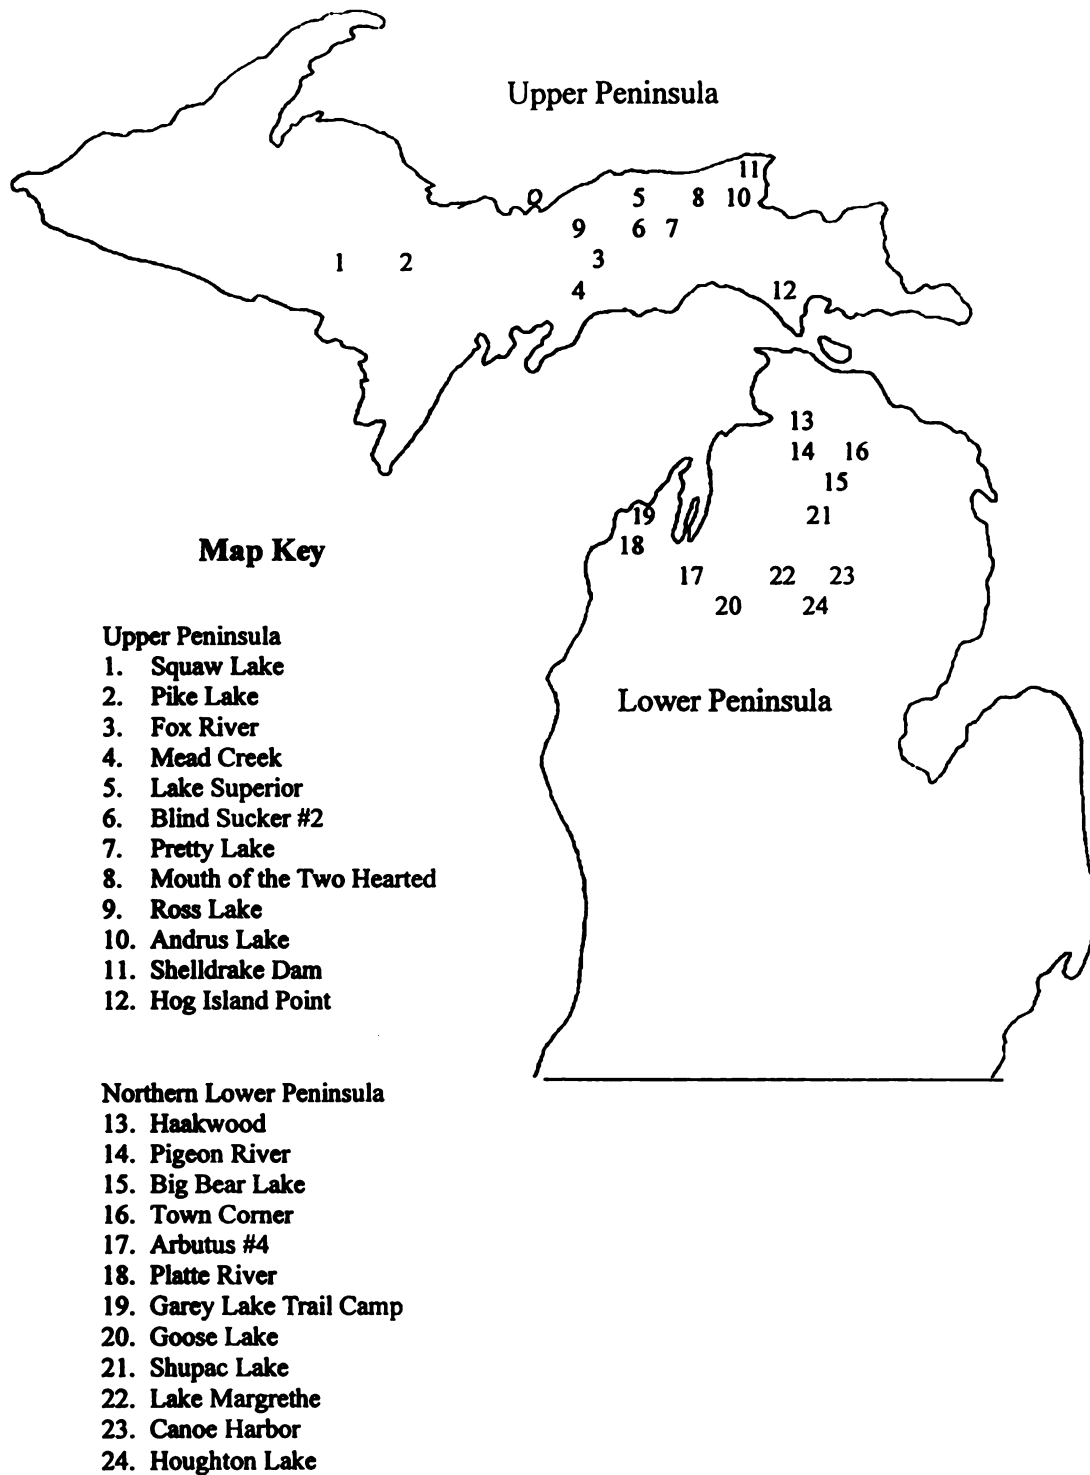 Upper Peninsula
11
5 8 10
9 6 7
1 2 3
4 12
13
14 16
15
19 21
18
17 22 23
20 24
Lower Peninsula
Map Key
Upper Peninsula
1. Squaw Lake
2. Pike Lake
3. Fox River
4. Mead Creek
5. Lake Superior
6. Blind Sucker #2
7. Pretty Lake
8. Mouth of the Two Hearted
9. Ross Lake
10. Andrus Lake
11. Shelldrake Dam
12. Hog Island Point
Northern Lower Peninsula
13. Haakwood
14. Pigeon River
15. Big Bear Lake
16. Town Corner
17. Arbutus #4
18. Platte River
19. Garey Lake Trail Camp
20. Goose Lake
21. Shupac Lake
22. Lake Margrethe
23. Canoe Harbor
24. Houghton Lake